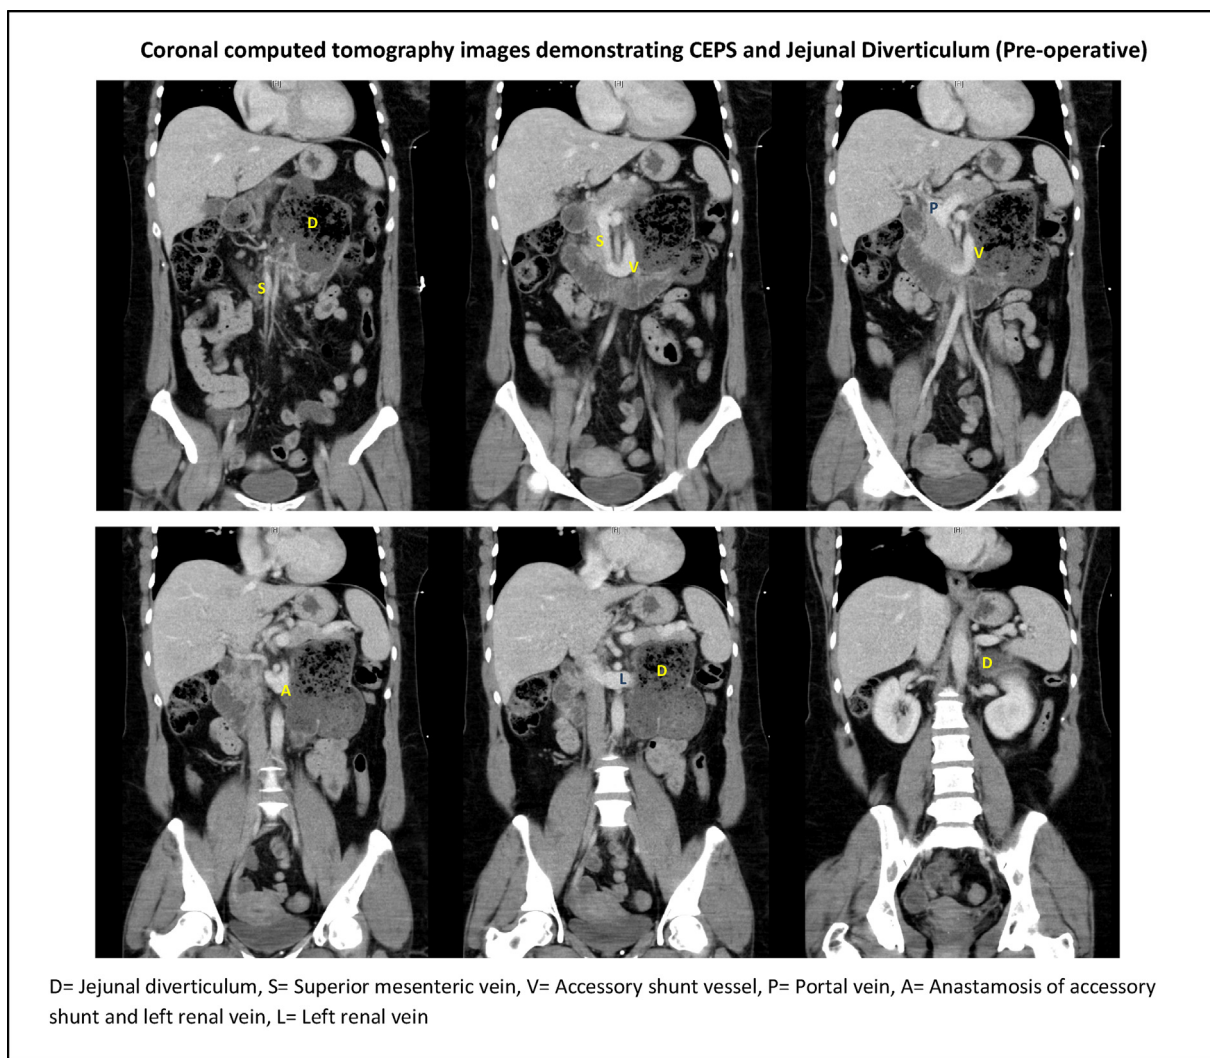 Coronal computed tomography images demonstrating CEPS and Jejunal Diverticulum (Pre-operative)
D
S
S
V
P
V
A
D
L
D
D= Jejunal diverticulum, S= Superior mesenteric vein, V= Accessory shunt vessel, P= Portal vein, A= Anastamosis of accessory
shunt and left renal vein, L= Left renal vein